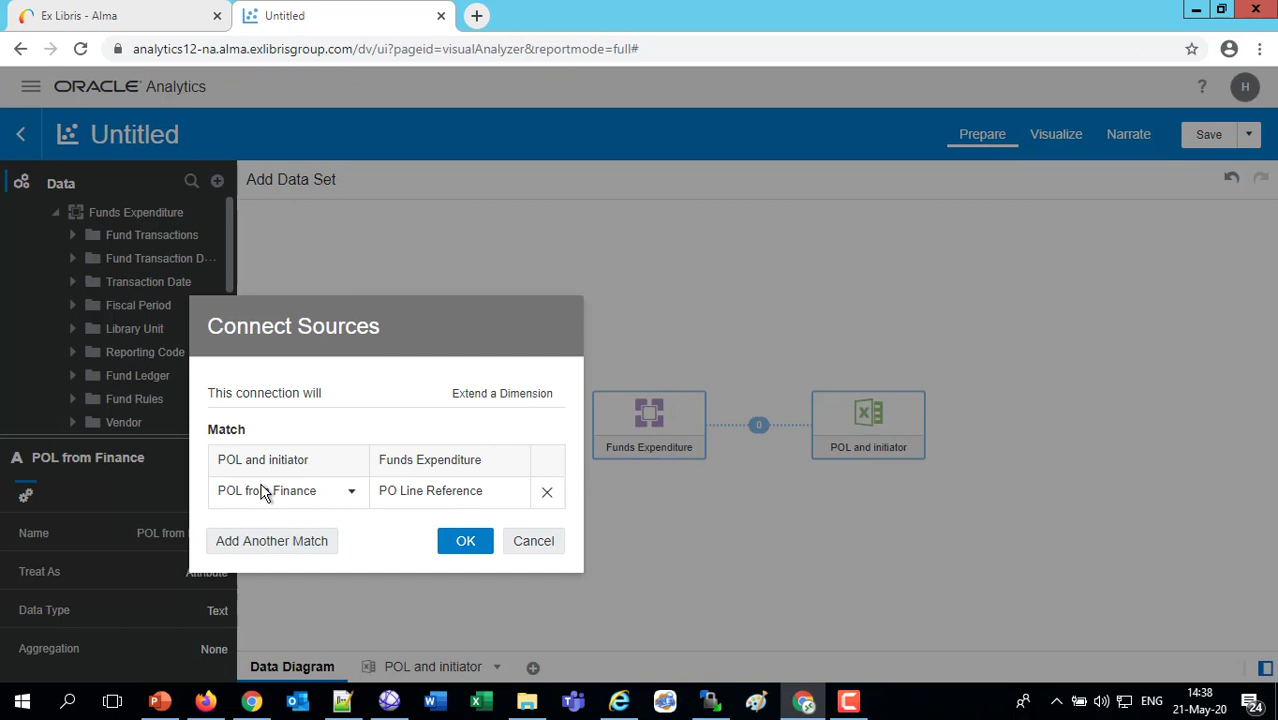 Ex Libris - Alma
Untitled
analytics12-na.alma.exlibrisgroup.com/dv/ui?pageid=visualAnalyzer&reportmode=full#
ORACLE Analytics
? H
Untitled
Prepare Visualize Narrate Save
Data
Add Data Set
Funds Expenditure
Fund Transactions
Fund Transaction D...
Transaction Date
Fiscal Period
Library Unit
Reporting Code
Fund Ledger
Fund Rules
Vendor
A POL from Finance
Name POL from
Treat As Attribute
Data Type Text
Aggregation None
Connect Sources
This connection will Extend a Dimension
Match
POL and initiator Funds Expenditure
POL from Finance PO Line Reference
Add Another Match OK Cancel
Funds Expenditure 0 POL and initiator
Data Diagram POL and initiator
ENG
14:38
21-May-20
24